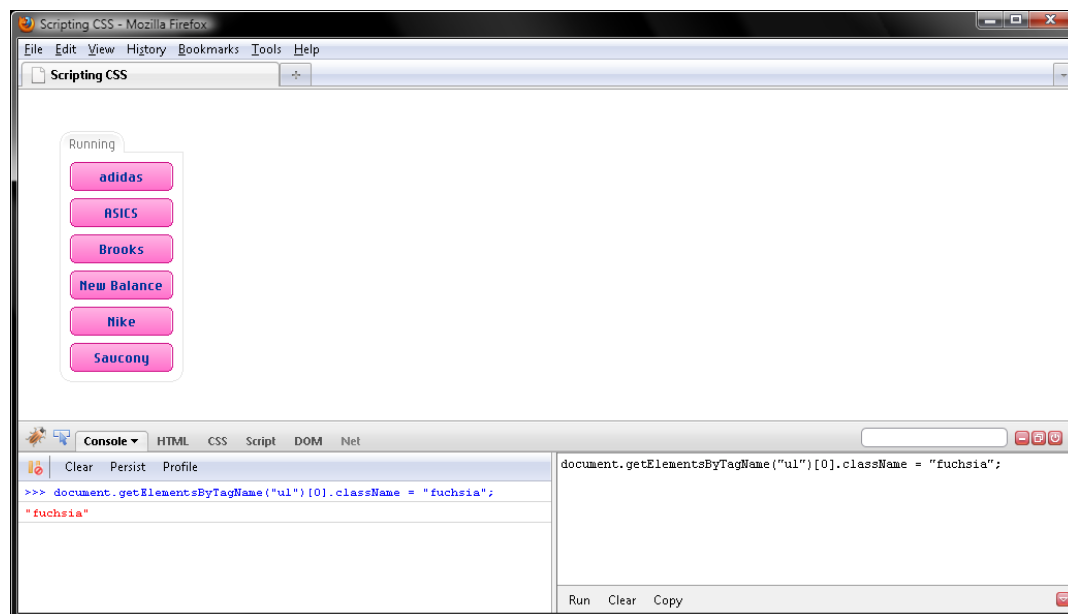 Scripting CSS - Mozilla Firefox
File Edit View History Bookmarks Tools Help
Scripting CSS
Running
adidas
ASICS
Brooks
New Balance
Nike
Saucony
Console HTML CSS Script DOM Net
Clear Persist Profile
>>> document.getElementsByTagName("ul")[0].className = "fuchsia";
"fuchsia"
document.getElementsByTagName("ul")[0].className = "fuchsia";
Run Clear Copy